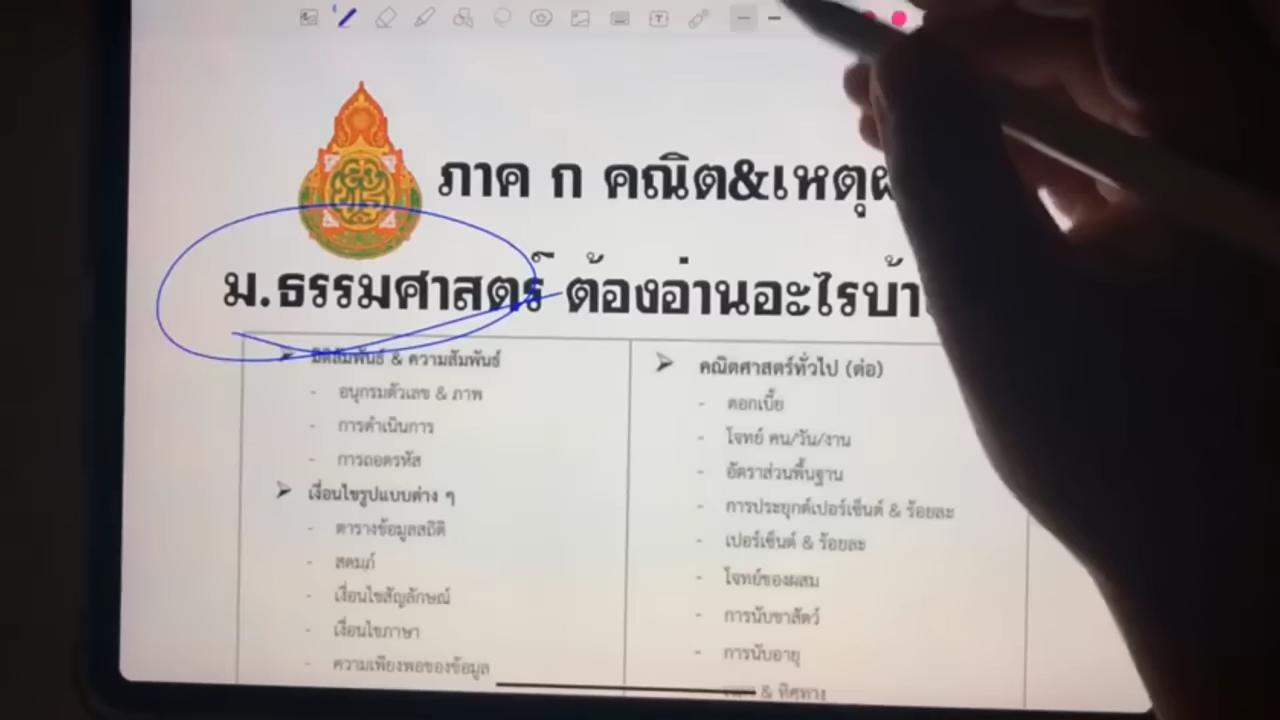 ภาค ก คณิต&เหตุ
ม.ธรรมศาสตร์ ต้องอ่านอะไรบ้า
มิติสัมพันธ์ & ความสัมพันธ์
- อนุกรมตัวเลข & ภาพ
- การดำเนินการ
- การถอดรหัส
เงื่อนไขรูปแบบต่าง ๆ
- ตารางข้อมูลสถิติ
- สดมภ์
- เงื่อนไขสัญลักษณ์
- เงื่อนไขภาษา
- ความเพียงพอของข้อมูล
คณิตศาสตร์ทั่วไป (ต่อ)
- ดอกเบี้ย
- โจทย์ คน/วัน/งาน
- อัตราส่วนพื้นฐาน
- การประยุกต์เปอร์เซ็นต์ & ร้อยละ
- เปอร์เซ็นต์ & ร้อยละ
- โจทย์ของผสม
- การนับขาสัตว์
- การนับอายุ
& ทิศทาง